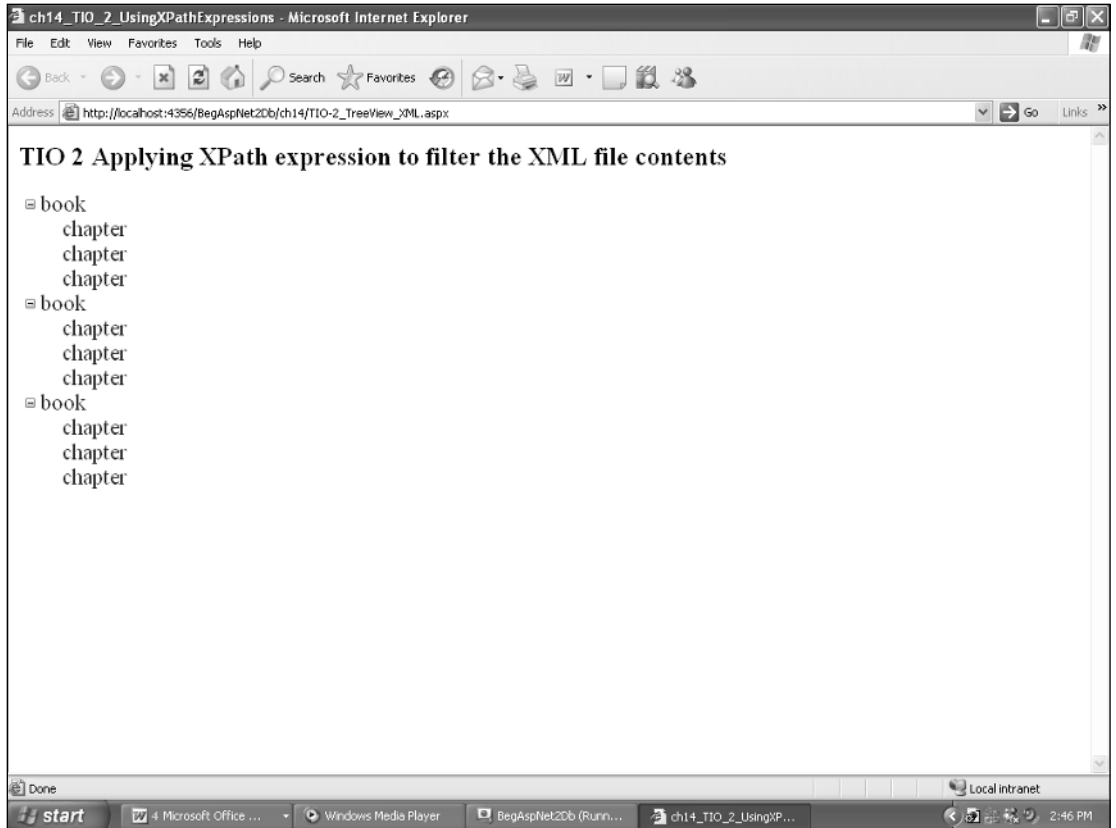 ch14_TIO_2_UsingXPathExpressions - Microsoft Internet Explorer
File Edit View Favorites Tools Help
Back Search Favorites
Address http://localhost:4356/BegAspNet2Db/ch14/TIO-2_TreeView_XML.aspx Go Links »
TIO 2 Applying XPath expression to filter the XML file contents
book
chapter
chapter
chapter
book
chapter
chapter
chapter
book
chapter
chapter
chapter
Done Local intranet
start 4 Microsoft Office ... Windows Media Player BegAspNet2Db (Runn... ch14_TIO_2_UsingXP... 2:46 PM